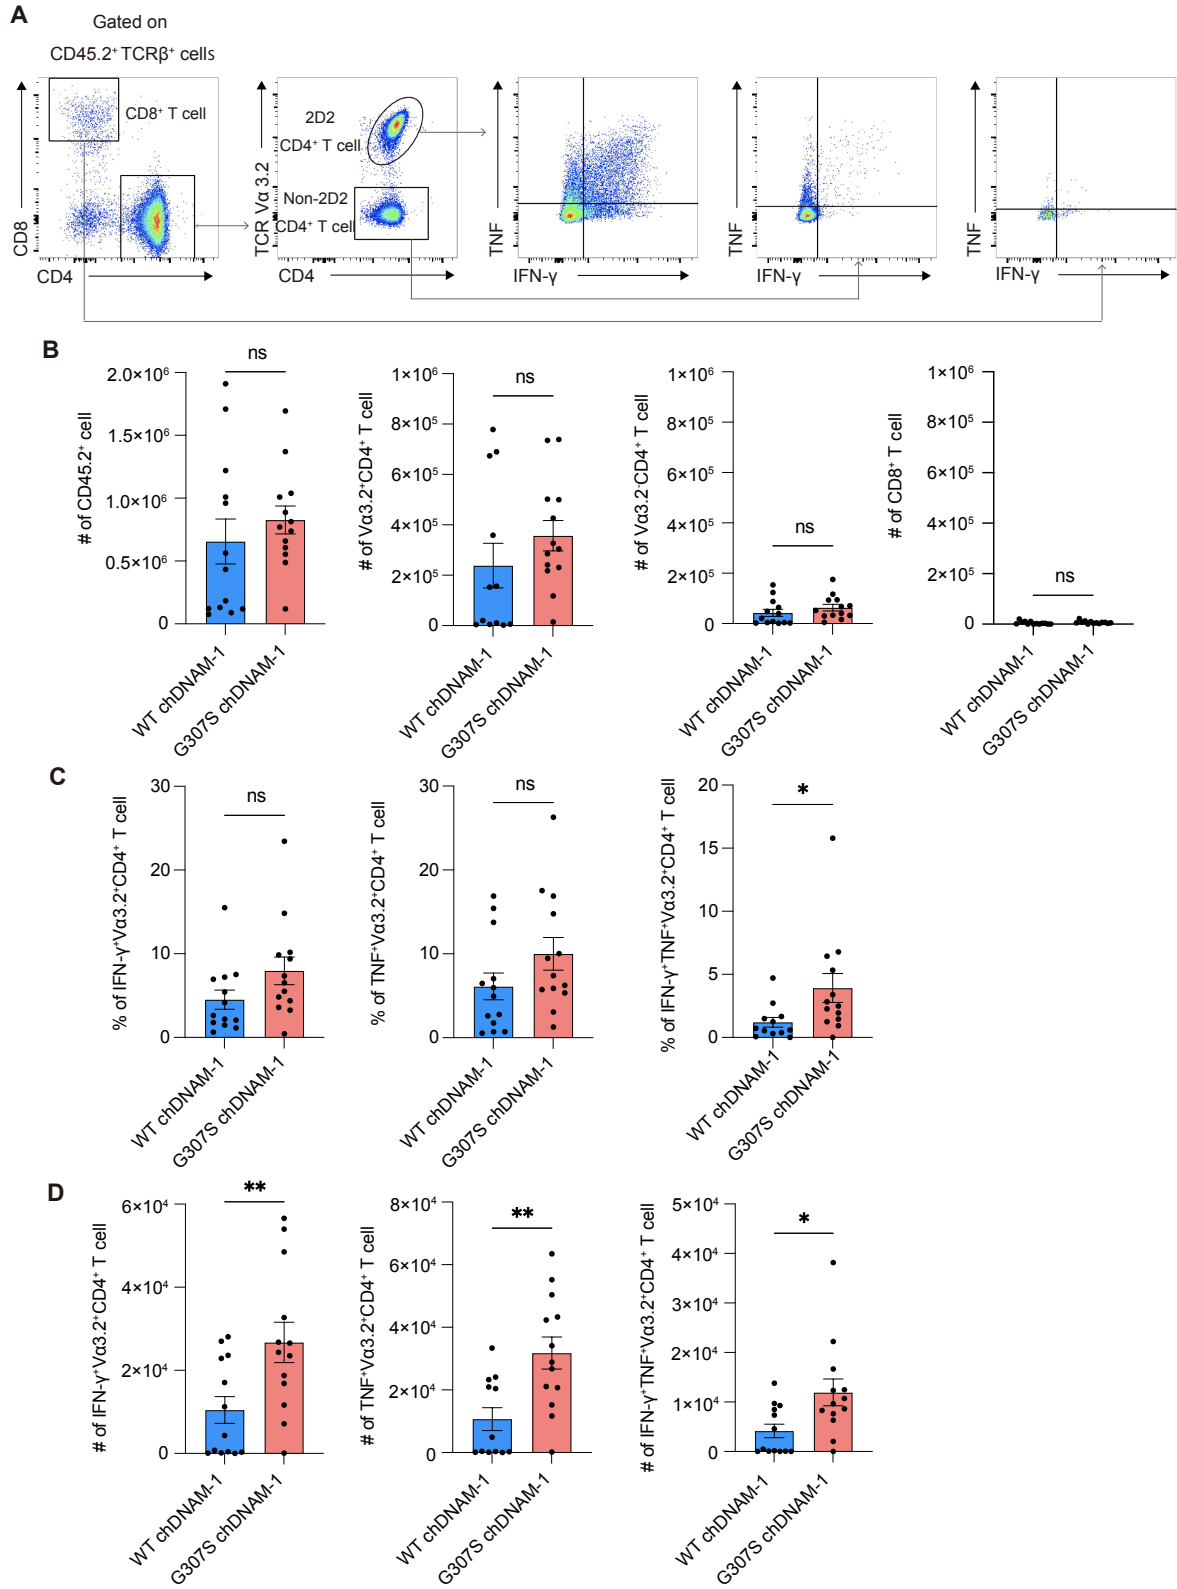 A
Gated on
CD45.2⁺ TCRβ⁺ cells
CD8⁺ T cell
CD8
CD4
2D2
CD4⁺ T cell
Non-2D2
CD4⁺ T cell
TCR Vα 3.2
CD4
TNF
IFN-γ
TNF
IFN-γ
TNF
IFN-γ
B
# of CD45.2⁺ cell
2.0×10⁶
1.5×10⁶
1.0×10⁶
0.5×10⁶
0
ns
WT chDNAM-1
G307S chDNAM-1
# of Vα3.2⁺CD4⁺ T cell
1×10⁶
8×10⁵
6×10⁵
4×10⁵
2×10⁵
0
ns
WT chDNAM-1
G307S chDNAM-1
# of Vα3.2⁻CD4⁺ T cell
1×10⁶
8×10⁵
6×10⁵
4×10⁵
2×10⁵
0
ns
WT chDNAM-1
G307S chDNAM-1
# of CD8⁺ T cell
1×10⁶
8×10⁵
6×10⁵
4×10⁵
2×10⁵
0
ns
WT chDNAM-1
G307S chDNAM-1
C
% of IFN-γ⁺Vα3.2⁺CD4⁺ T cell
30
20
10
0
ns
WT chDNAM-1
G307S chDNAM-1
% of TNF⁺Vα3.2⁺CD4⁺ T cell
30
20
10
0
ns
WT chDNAM-1
G307S chDNAM-1
% of IFN-γ⁺TNF⁺Vα3.2⁺CD4⁺ T cell
20
15
10
5
0
*
WT chDNAM-1
G307S chDNAM-1
D
# of IFN-γ⁺Vα3.2⁺CD4⁺ T cell
6×10⁴
4×10⁴
2×10⁴
0
**
WT chDNAM-1
G307S chDNAM-1
# of TNF⁺Vα3.2⁺CD4⁺ T cell
8×10⁴
6×10⁴
4×10⁴
2×10⁴
0
**
WT chDNAM-1
G307S chDNAM-1
# of IFN-γ⁺TNF⁺Vα3.2⁺CD4⁺ T cell
5×10⁴
4×10⁴
3×10⁴
2×10⁴
1×10⁴
0
*
WT chDNAM-1
G307S chDNAM-1